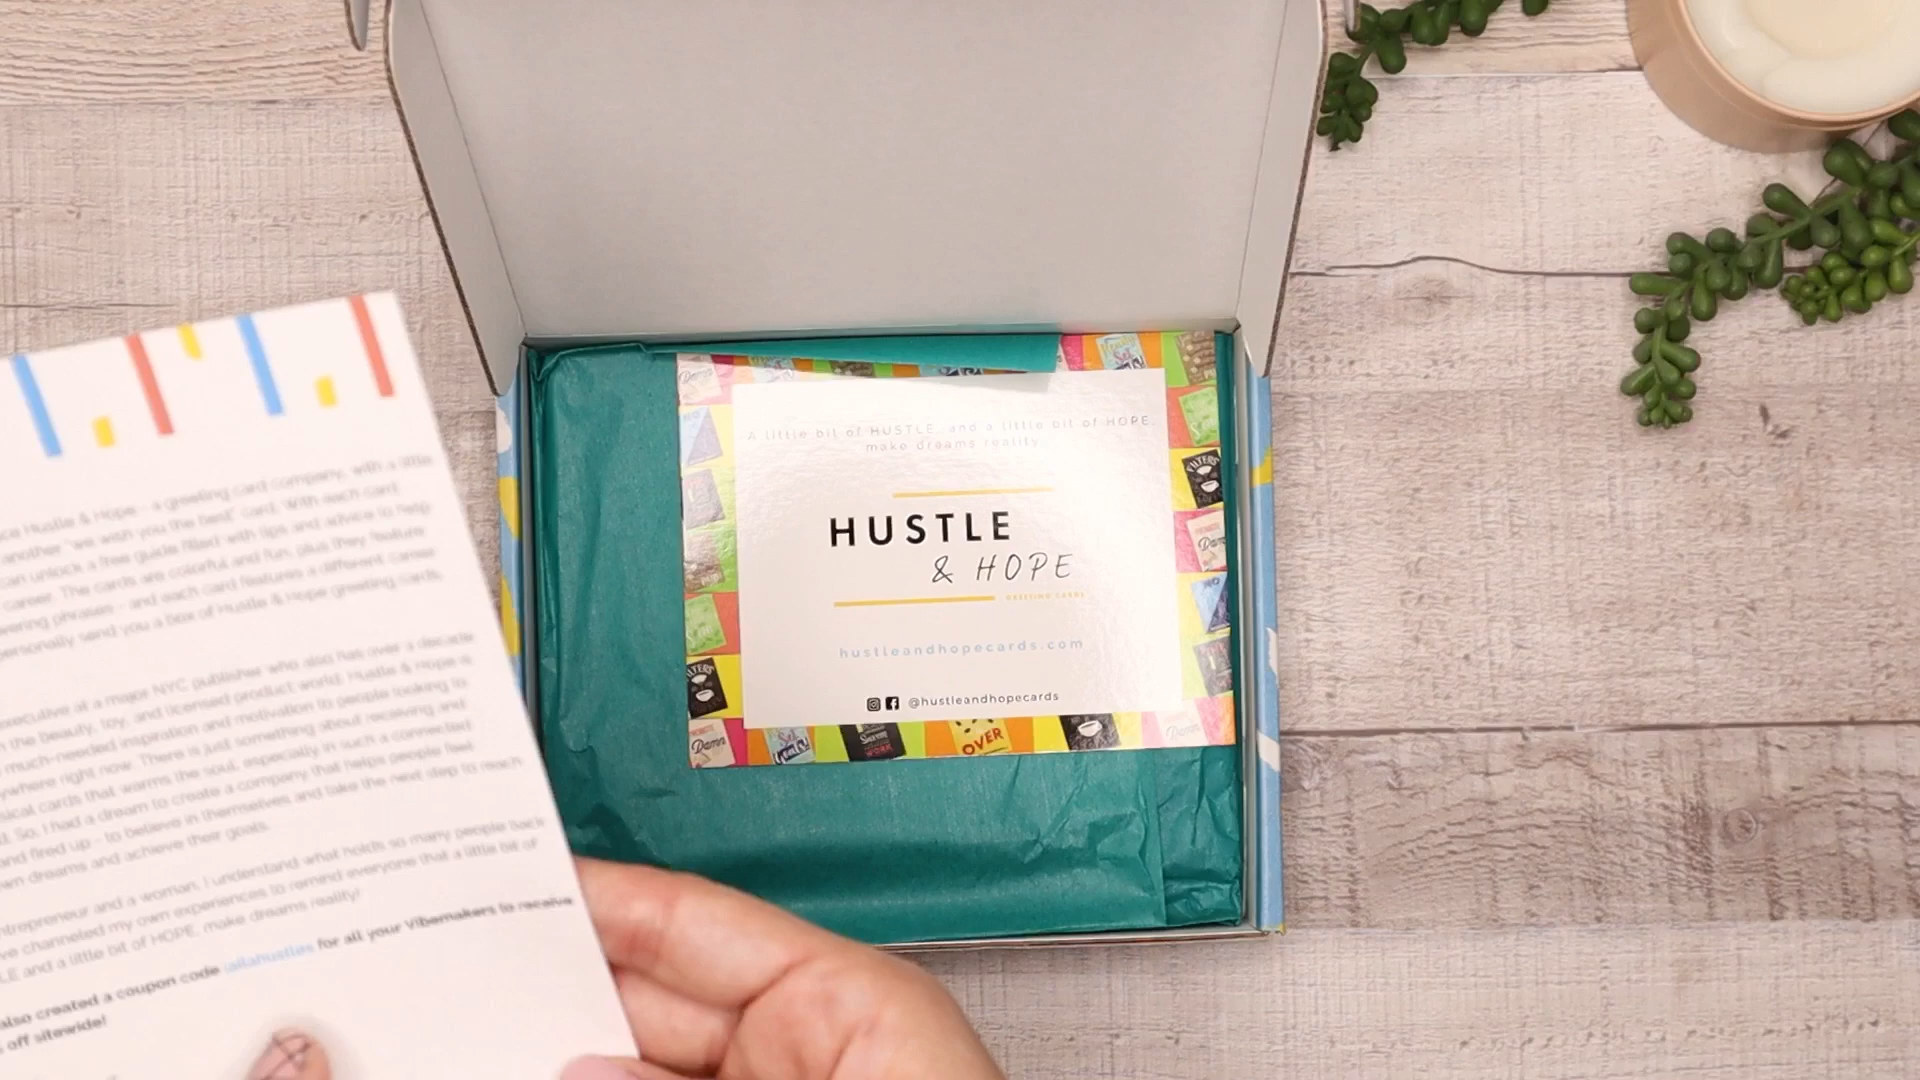 ce Hustle & Hope - a greeting card company, with a little
another "we wish you the best" card. With each card,
can unlock a free guide filled with tips and advice to help
career. The cards are colorful and fun, plus they feature
wering phrases - and each card features a different career
personally send you a box of Hustle & Hope greeting cards.
executive at a major NYC publisher who also has over a decade
the beauty, toy, and licensed product world. Hustle & Hope is
much-needed inspiration and motivation to people looking to
ywhere right now. There's just something about receiving and
sical cards that warms the soul, especially in such a connected
So, I had a dream to create a company that helps people feel
and fired up - to believe in themselves and take the next step to reach
wn dreams and achieve their goals.
ntrepreneur and a woman, I understand what holds so many people back
ve channeled my own experiences to remind everyone that a little bit of
LE and a little bit of HOPE, make dreams reality!
also created a coupon code for all your Vibemakers to receive
off sitewide!
A little bit of HUSTLE, and a little bit of HOPE,
make dreams reality.
HUSTLE
& HOPE
GREETING CARDS
hustleandhopecards.com
@hustleandhopecards
FILTERS
Damn
FILTERS
Damn
Set
Goals
WORK
OVER
Damn